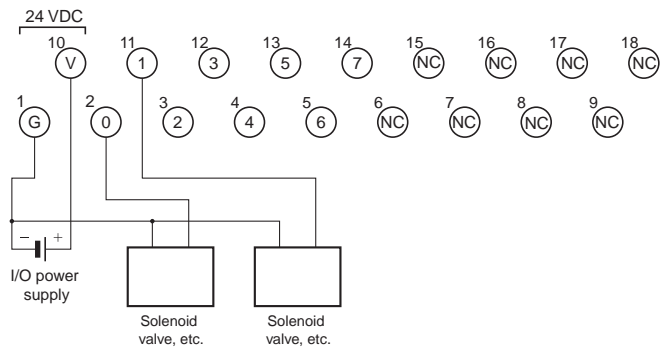 24 VDC
10 11 12 13 14 15 16 17 18
V 1 3 5 7 NC NC NC NC
1 2 3 4 5 6 7 8 9
G 0 2 4 6 NC NC NC NC
− +
I/O power
supply
Solenoid
valve, etc.
Solenoid
valve, etc.